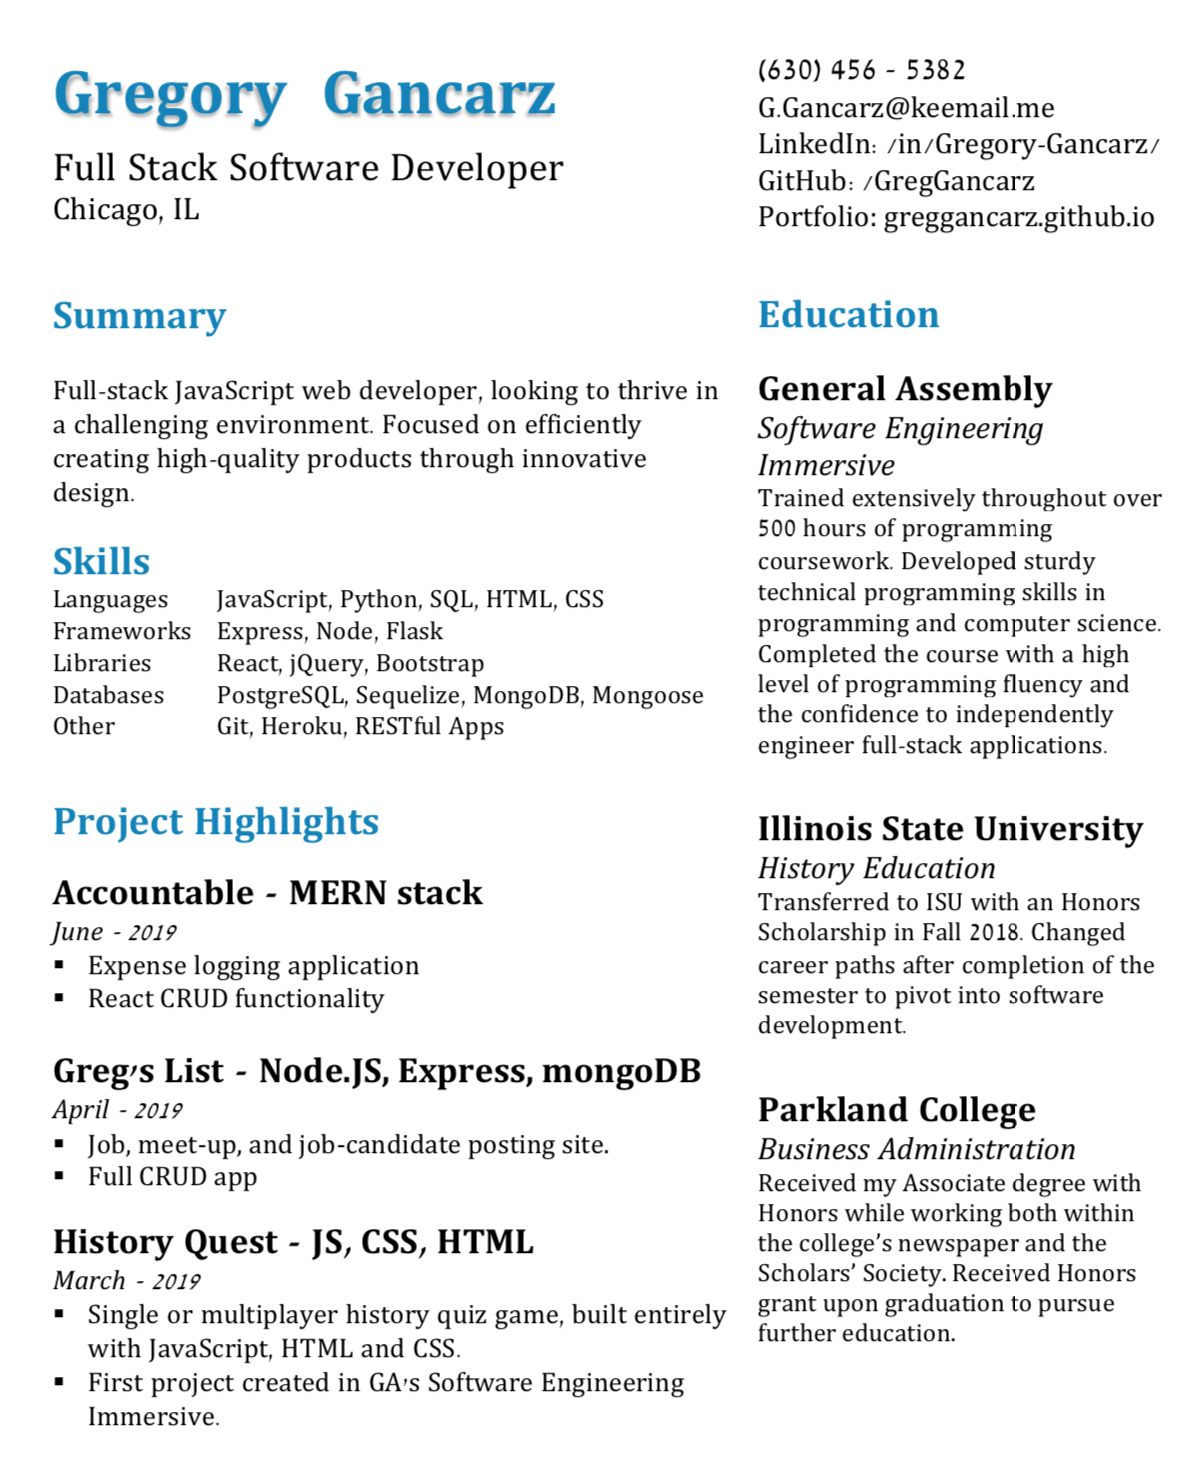 Gregory Gancarz
Full Stack Software Developer
Chicago, IL
(630) 456 - 5382
G.Gancarz@keemail.me
LinkedIn: /in/Gregory-Gancarz/
GitHub: /GregGancarz
Portfolio: greggancarz.github.io
Summary
Full-stack JavaScript web developer, looking to thrive in
a challenging environment. Focused on efficiently
creating high-quality products through innovative
design.
Skills
Languages JavaScript, Python, SQL, HTML, CSS
Frameworks Express, Node, Flask
Libraries React, jQuery, Bootstrap
Databases PostgreSQL, Sequelize, MongoDB, Mongoose
Other Git, Heroku, RESTful Apps
Project Highlights
Accountable - MERN stack
June - 2019
▪ Expense logging application
▪ React CRUD functionality
Greg's List - Node.JS, Express, mongoDB
April - 2019
▪ Job, meet-up, and job-candidate posting site.
▪ Full CRUD app
History Quest - JS, CSS, HTML
March - 2019
▪ Single or multiplayer history quiz game, built entirely
with JavaScript, HTML and CSS.
▪ First project created in GA's Software Engineering
Immersive.
Education
General Assembly
Software Engineering
Immersive
Trained extensively throughout over
500 hours of programming
coursework. Developed sturdy
technical programming skills in
programming and computer science.
Completed the course with a high
level of programming fluency and
the confidence to independently
engineer full-stack applications.
Illinois State University
History Education
Transferred to ISU with an Honors
Scholarship in Fall 2018. Changed
career paths after completion of the
semester to pivot into software
development.
Parkland College
Business Administration
Received my Associate degree with
Honors while working both within
the college’s newspaper and the
Scholars’ Society. Received Honors
grant upon graduation to pursue
further education.